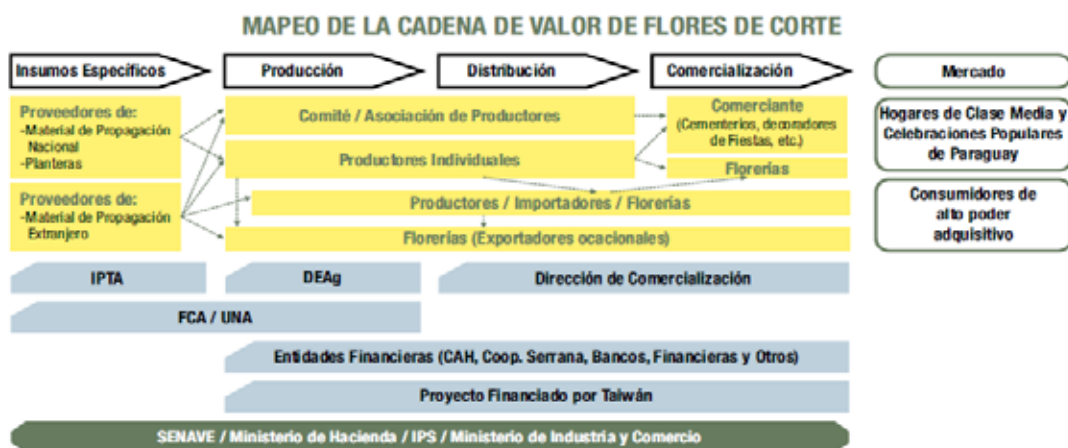 MAPEO DE LA CADENA DE VALOR DE FLORES DE CORTE
Insumos Específicos
Producción
Distribución
Comercialización
Mercado
Proveedores de:
-Material de Propagación
Nacional
-Planteras
Proveedores de:
-Material de Propagación
Extranjero
Comité / Asociación de Productores
Productores Individuales
Productores / Importadores / Florerías
Florerías (Exportadores ocacionales)
Comerciante
(Cementerios, decoradores
de Fiestas, etc.)
Florerías
Hogares de Clase Media y
Celebraciones Populares
de Paraguay
Consumidores de
alto poder
adquisitivo
IPTA
DEAg
Dirección de Comercialización
FCA / UNA
Entidades Financieras (CAH, Coop. Serrana, Bancos, Financieras y Otros)
Proyecto Financiado por Taiwán
SENAVE / Ministerio de Hacienda / IPS / Ministerio de Industria y Comercio